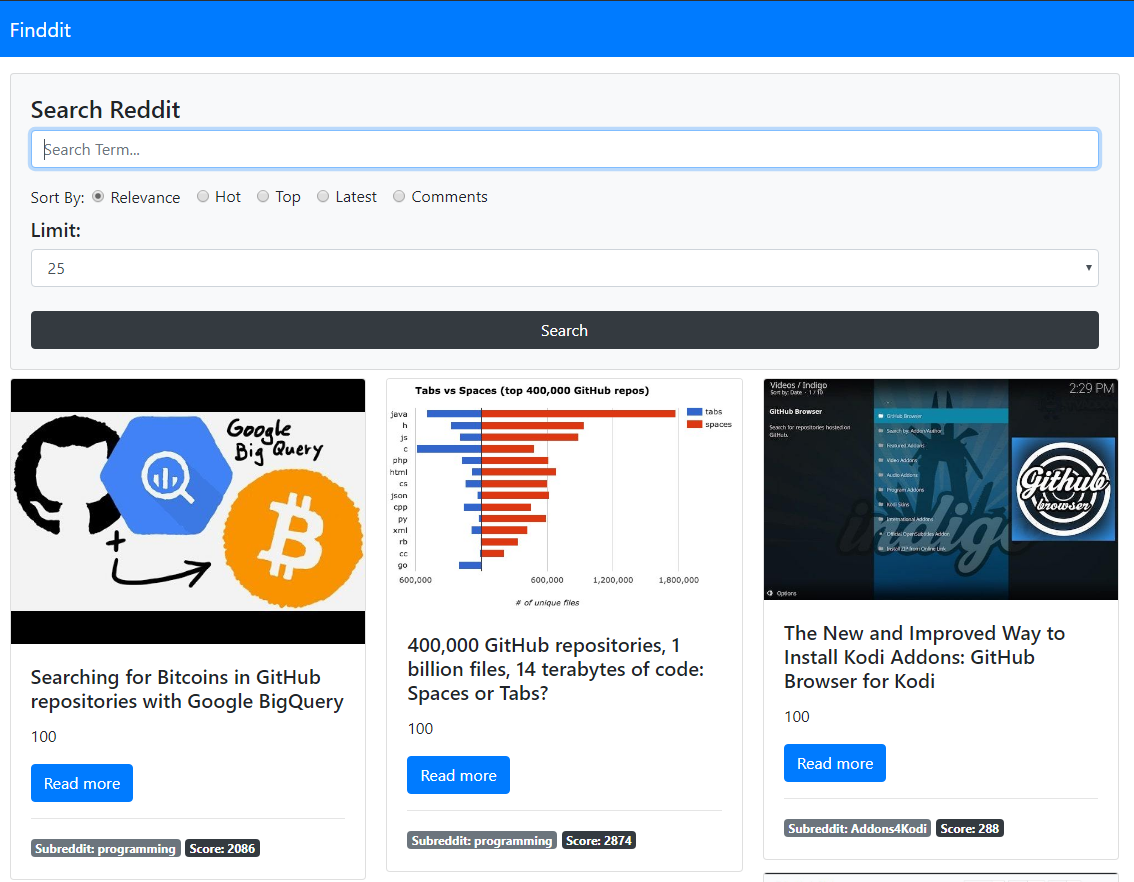 Finddit
Search Reddit
Search Term...
Sort By: Relevance Hot Top Latest Comments
Limit:
25
Search
Google
Big Query
Searching for Bitcoins in GitHub
repositories with Google BigQuery
100
Read more
Subreddit: programming Score: 2086
Tabs vs Spaces (top 400,000 GitHub repos)
tabs
spaces
java
h
js
c
php
html
cs
json
cpp
py
xml
rb
cc
go
600,000 600,000 1,200,000 1,800,000
# of unique files
400,000 GitHub repositories, 1
billion files, 14 terabytes of code:
Spaces or Tabs?
100
Read more
Subreddit: programming Score: 2874
Videos / Indigo
Sort by: Date · 1 / 10
2:29 PM
GitHub Browser
Search for repositories hosted on
GitHub.
GitHub Browser
Search by: Addon/Author
Featured Addons
Video Addons
Audio Addons
Program Addons
Kodi Skins
International Addons
Official OpenSubtitles Addon
Install ZIP from Online Link
indigo
Github
browser
Options
The New and Improved Way to
Install Kodi Addons: GitHub
Browser for Kodi
100
Read more
Subreddit: Addons4Kodi Score: 288